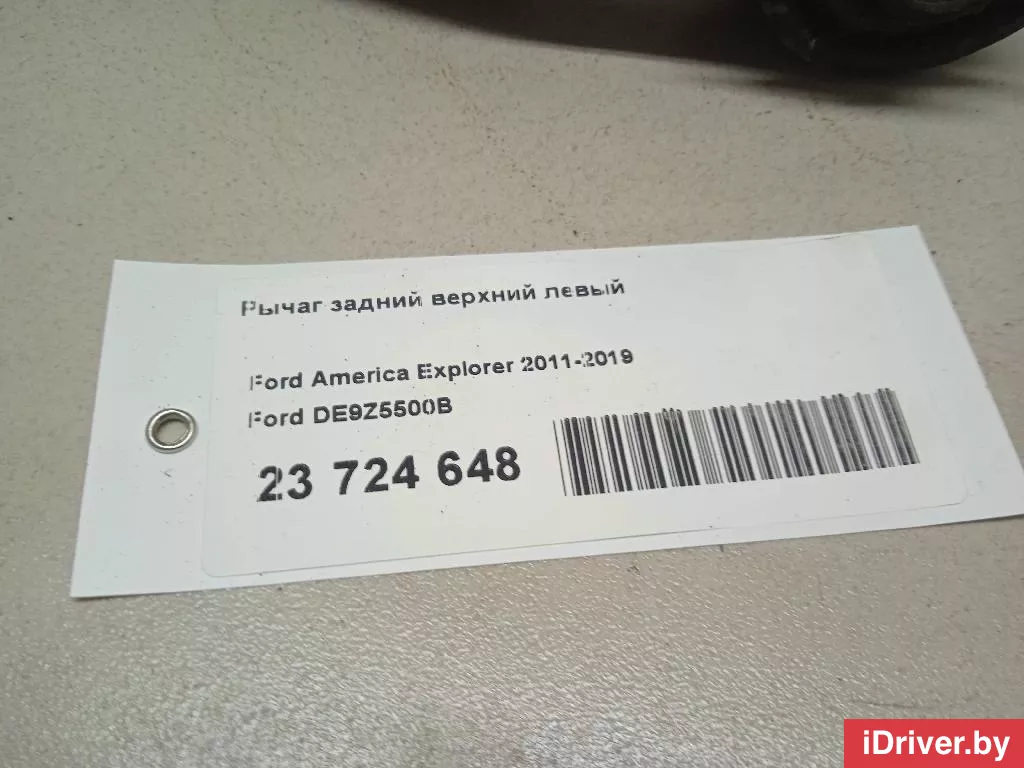 Рычаг задний верхний левый
Ford America Explorer 2011-2019
Ford DE9Z5500B
23 724 648
iDriver.by